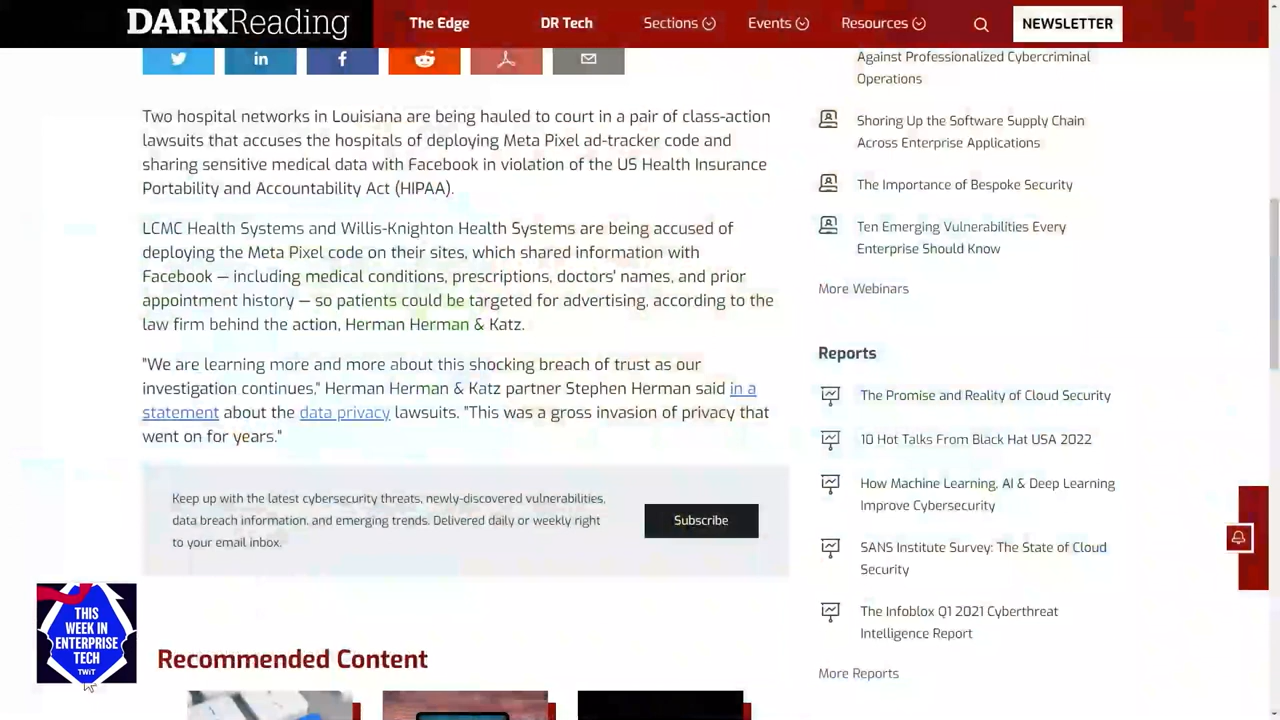 DARKReading
The Edge
DR Tech
Sections
Events
Resources
NEWSLETTER
Two hospital networks in Louisiana are being hauled to court in a pair of class-action
lawsuits that accuses the hospitals of deploying Meta Pixel ad-tracker code and
sharing sensitive medical data with Facebook in violation of the US Health Insurance
Portability and Accountability Act (HIPAA).
LCMC Health Systems and Willis-Knighton Health Systems are being accused of
deploying the Meta Pixel code on their sites, which shared information with
Facebook — including medical conditions, prescriptions, doctors' names, and prior
appointment history — so patients could be targeted for advertising, according to the
law firm behind the action, Herman Herman & Katz.
"We are learning more and more about this shocking breach of trust as our
investigation continues," Herman Herman & Katz partner Stephen Herman said in a
statement about the data privacy lawsuits. "This was a gross invasion of privacy that
went on for years."
Keep up with the latest cybersecurity threats, newly-discovered vulnerabilities,
data breach information, and emerging trends. Delivered daily or weekly right
to your email inbox.
Subscribe
THIS
WEEK IN
ENTERPRISE
TECH
TWiT
Recommended Content
Against Professionalized Cybercriminal
Operations
Shoring Up the Software Supply Chain
Across Enterprise Applications
The Importance of Bespoke Security
Ten Emerging Vulnerabilities Every
Enterprise Should Know
More Webinars
Reports
The Promise and Reality of Cloud Security
10 Hot Talks From Black Hat USA 2022
How Machine Learning, AI & Deep Learning
Improve Cybersecurity
SANS Institute Survey: The State of Cloud
Security
The Infoblox Q1 2021 Cyberthreat
Intelligence Report
More Reports